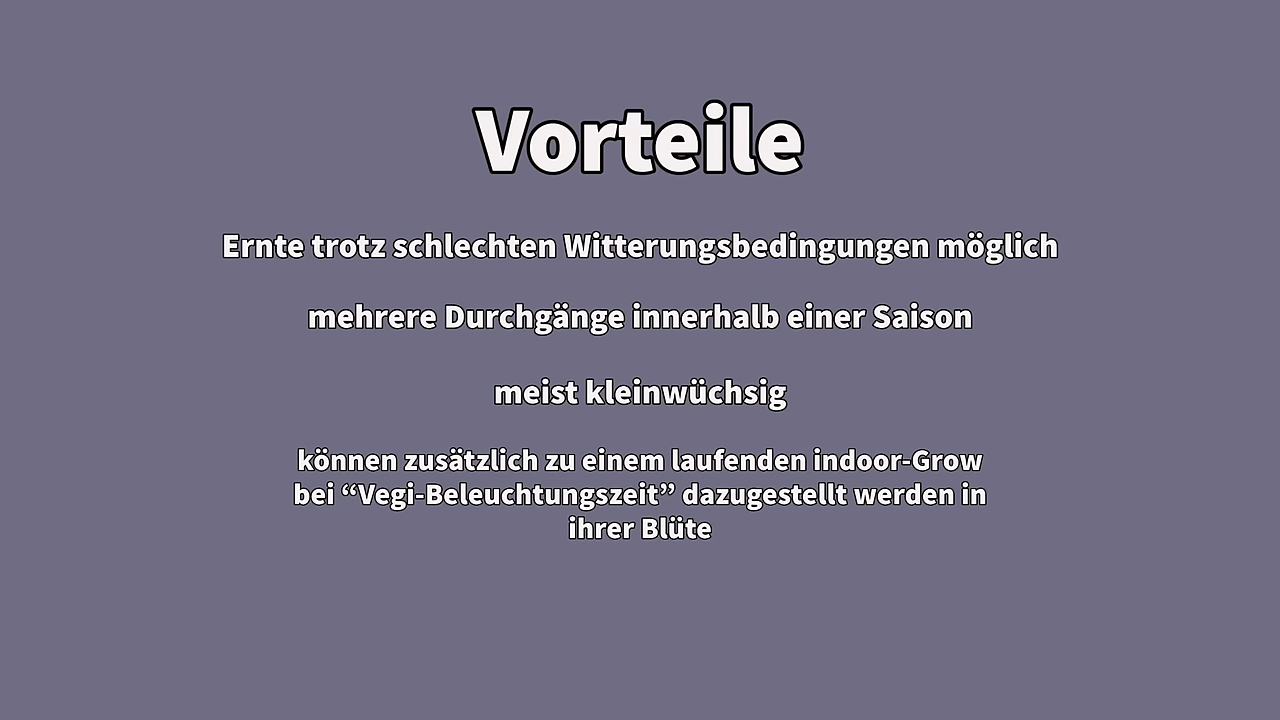 Vorteile
Ernte trotz schlechten Witterungsbedingungen möglich
mehrere Durchgänge innerhalb einer Saison
meist kleinwüchsig
können zusätzlich zu einem laufenden indoor-Grow
bei “Vegi-Beleuchtungszeit” dazugestellt werden in
ihrer Blüte